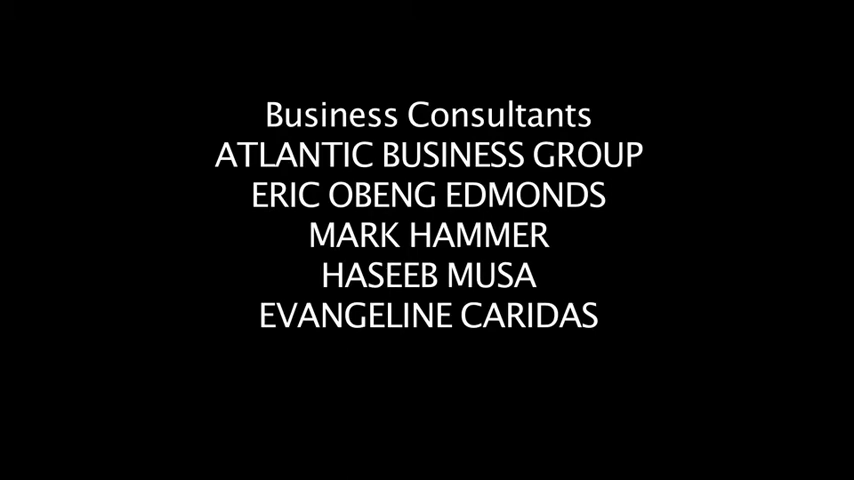 Business Consultants
ATLANTIC BUSINESS GROUP
ERIC OBENG EDMONDS
MARK HAMMER
HASEEB MUSA
EVANGELINE CARIDAS